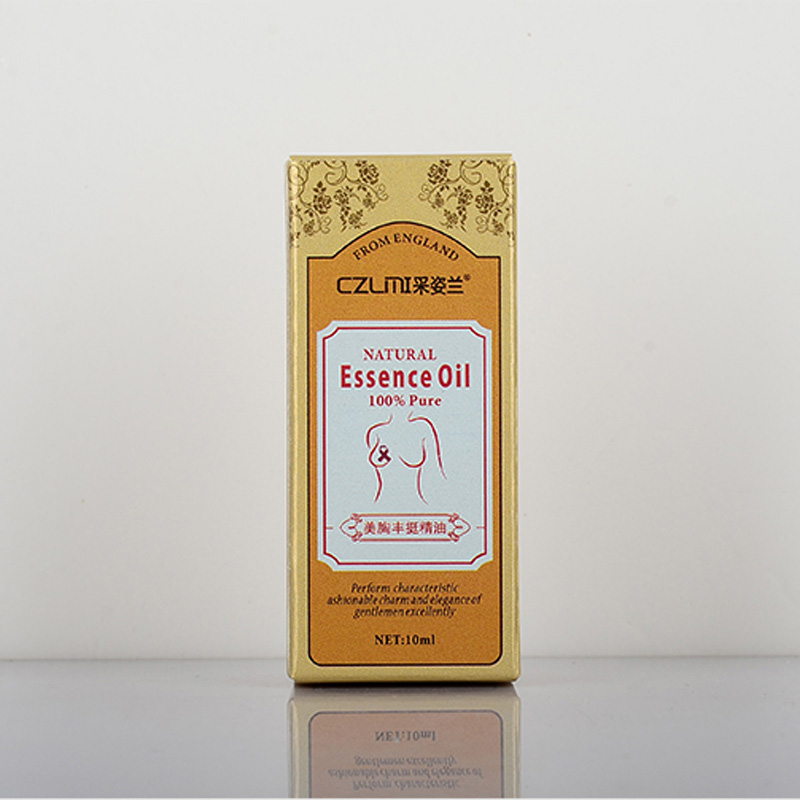 FROM ENGLAND
CZLMI采姿兰®
NATURAL
Essence Oil
100% Pure
美胸丰挺精油
Perform characteristic
ashionable charm and elegance of
gentlemen excellently
NET:10ml